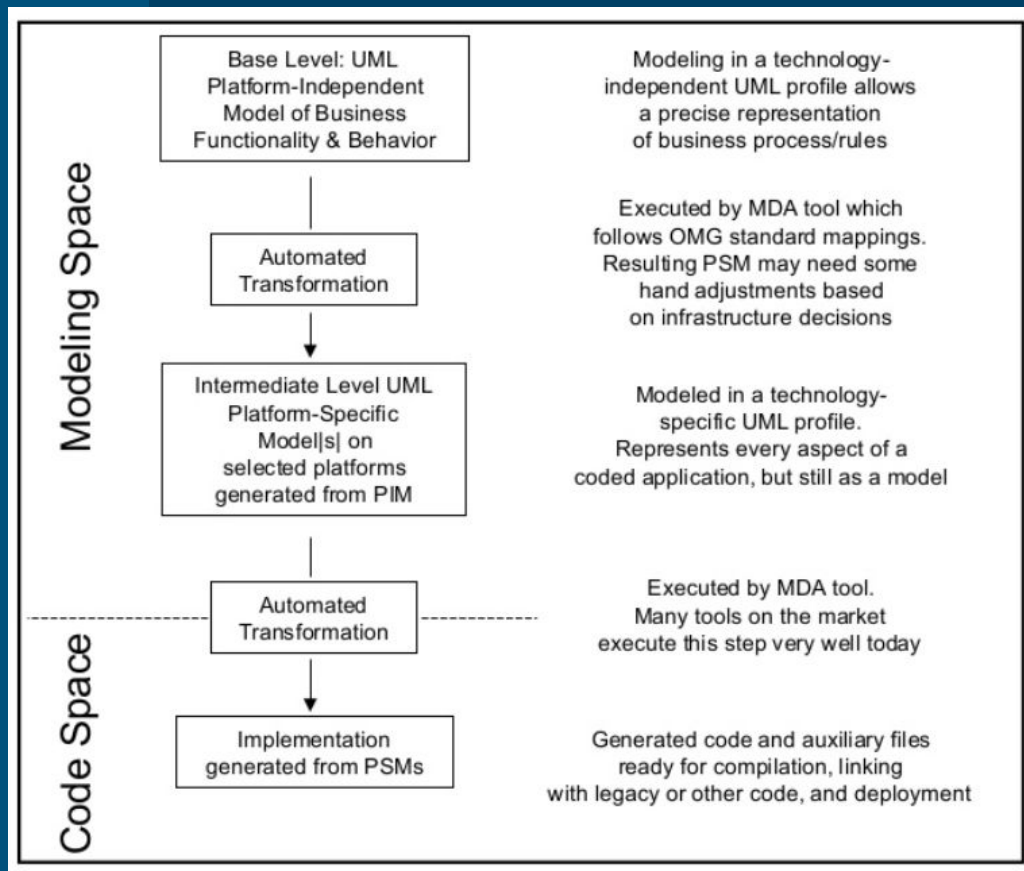 Modeling Space
Base Level: UML
Platform-Independent
Model of Business
Functionality & Behavior
Modeling in a technology-
independent UML profile allows
a precise representation
of business process/rules
Automated
Transformation
Executed by MDA tool which
follows OMG standard mappings.
Resulting PSM may need some
hand adjustments based
on infrastructure decisions
Intermediate Level UML
Platform-Specific
Model|s| on
selected platforms
generated from PIM
Modeled in a technology-
specific UML profile.
Represents every aspect of a
coded application, but still as a model
Automated
Transformation
Executed by MDA tool.
Many tools on the market
execute this step very well today
Code Space
Implementation
generated from PSMs
Generated code and auxiliary files
ready for compilation, linking
with legacy or other code, and deployment